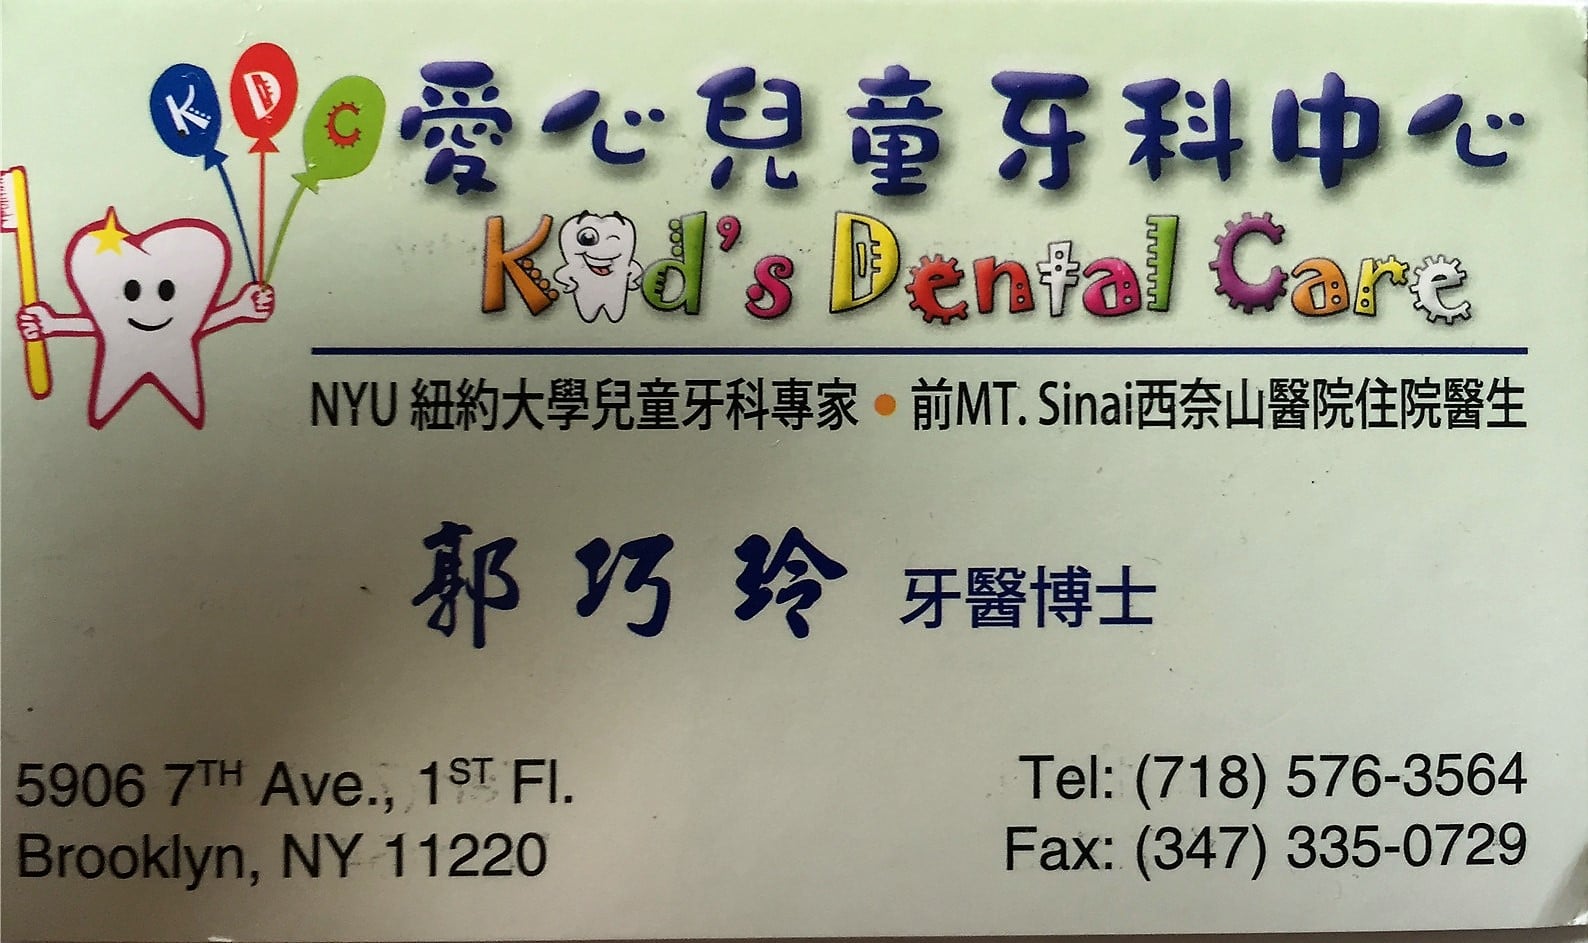 K D C
愛心兒童牙科中心
Kid's Dental Care
NYU 紐約大學兒童牙科專家 • 前MT. Sinai西奈山醫院住院醫生
郭巧玲 牙醫博士
5906 7TH Ave., 1ST Fl.
Brooklyn, NY 11220
Tel: (718) 576-3564
Fax: (347) 335-0729